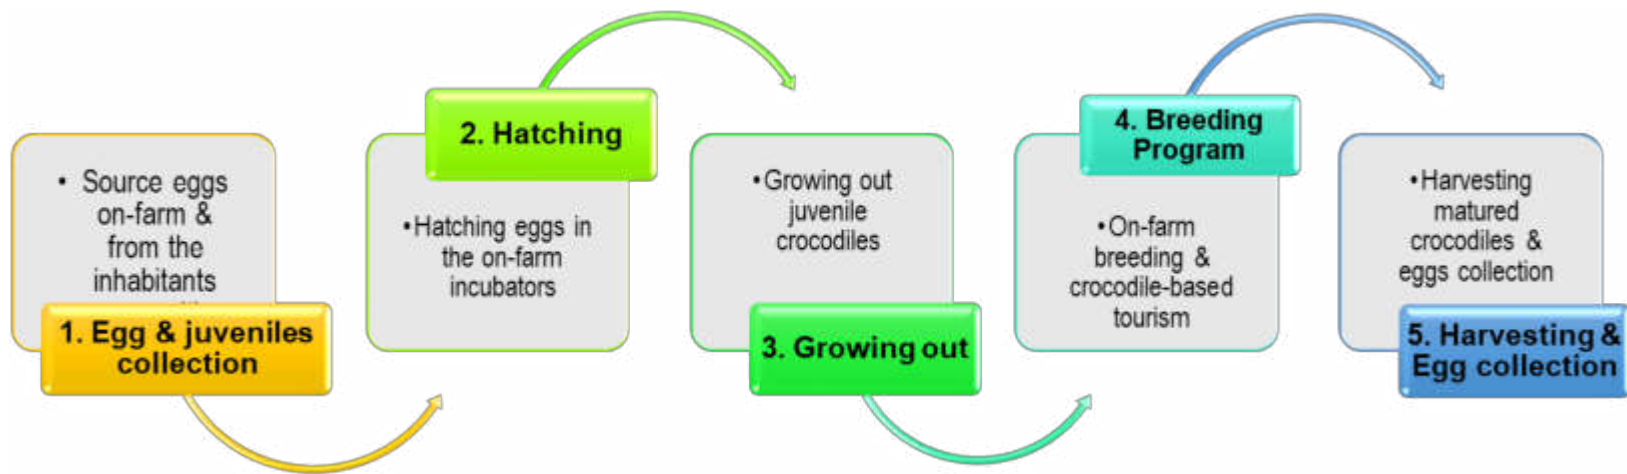 • Source eggs
on-farm &
from the
inhabitants
1. Egg & juveniles
collection
2. Hatching
•Hatching eggs in
the on-farm
incubators
•Growing out
juvenile
crocodiles
3. Growing out
4. Breeding
Program
•On-farm
breeding &
crocodile-based
tourism
•Harvesting
matured
crocodiles &
eggs collection
5. Harvesting &
Egg collection